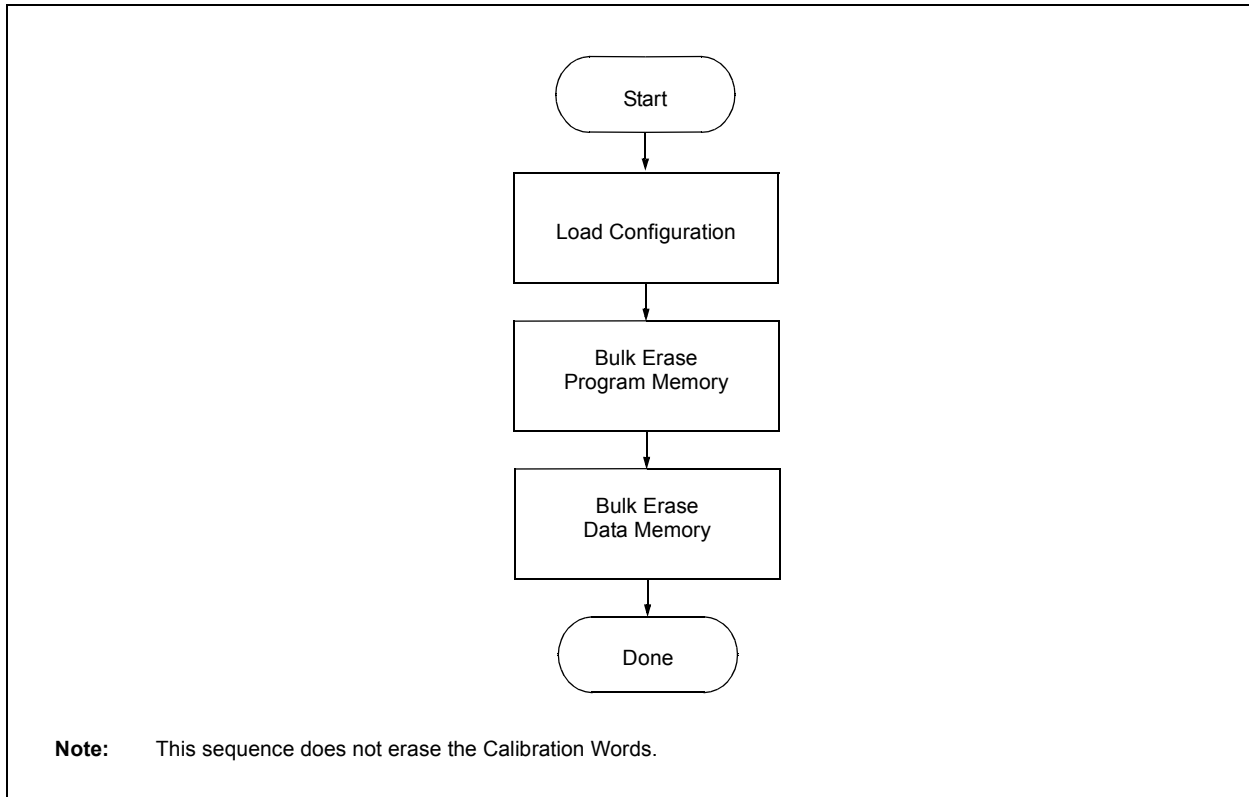 Start
Load Configuration
Bulk Erase
Program Memory
Bulk Erase
Data Memory
Done
Note: This sequence does not erase the Calibration Words.